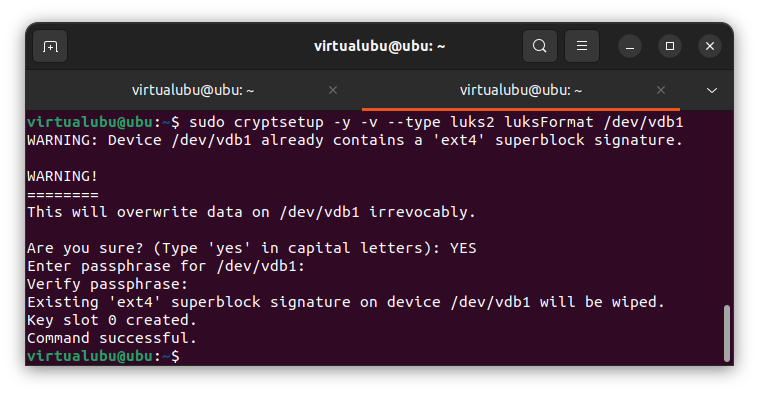 virtualubu@ubu: ~
virtualubu@ubu: ~
virtualubu@ubu: ~
virtualubu@ubu:~$ sudo cryptsetup -y -v --type luks2 luksFormat /dev/vdb1
WARNING: Device /dev/vdb1 already contains a 'ext4' superblock signature.
WARNING!
========
This will overwrite data on /dev/vdb1 irrevocably.
Are you sure? (Type 'yes' in capital letters): YES
Enter passphrase for /dev/vdb1:
Verify passphrase:
Existing 'ext4' superblock signature on device /dev/vdb1 will be wiped.
Key slot 0 created.
Command successful.
virtualubu@ubu:~$